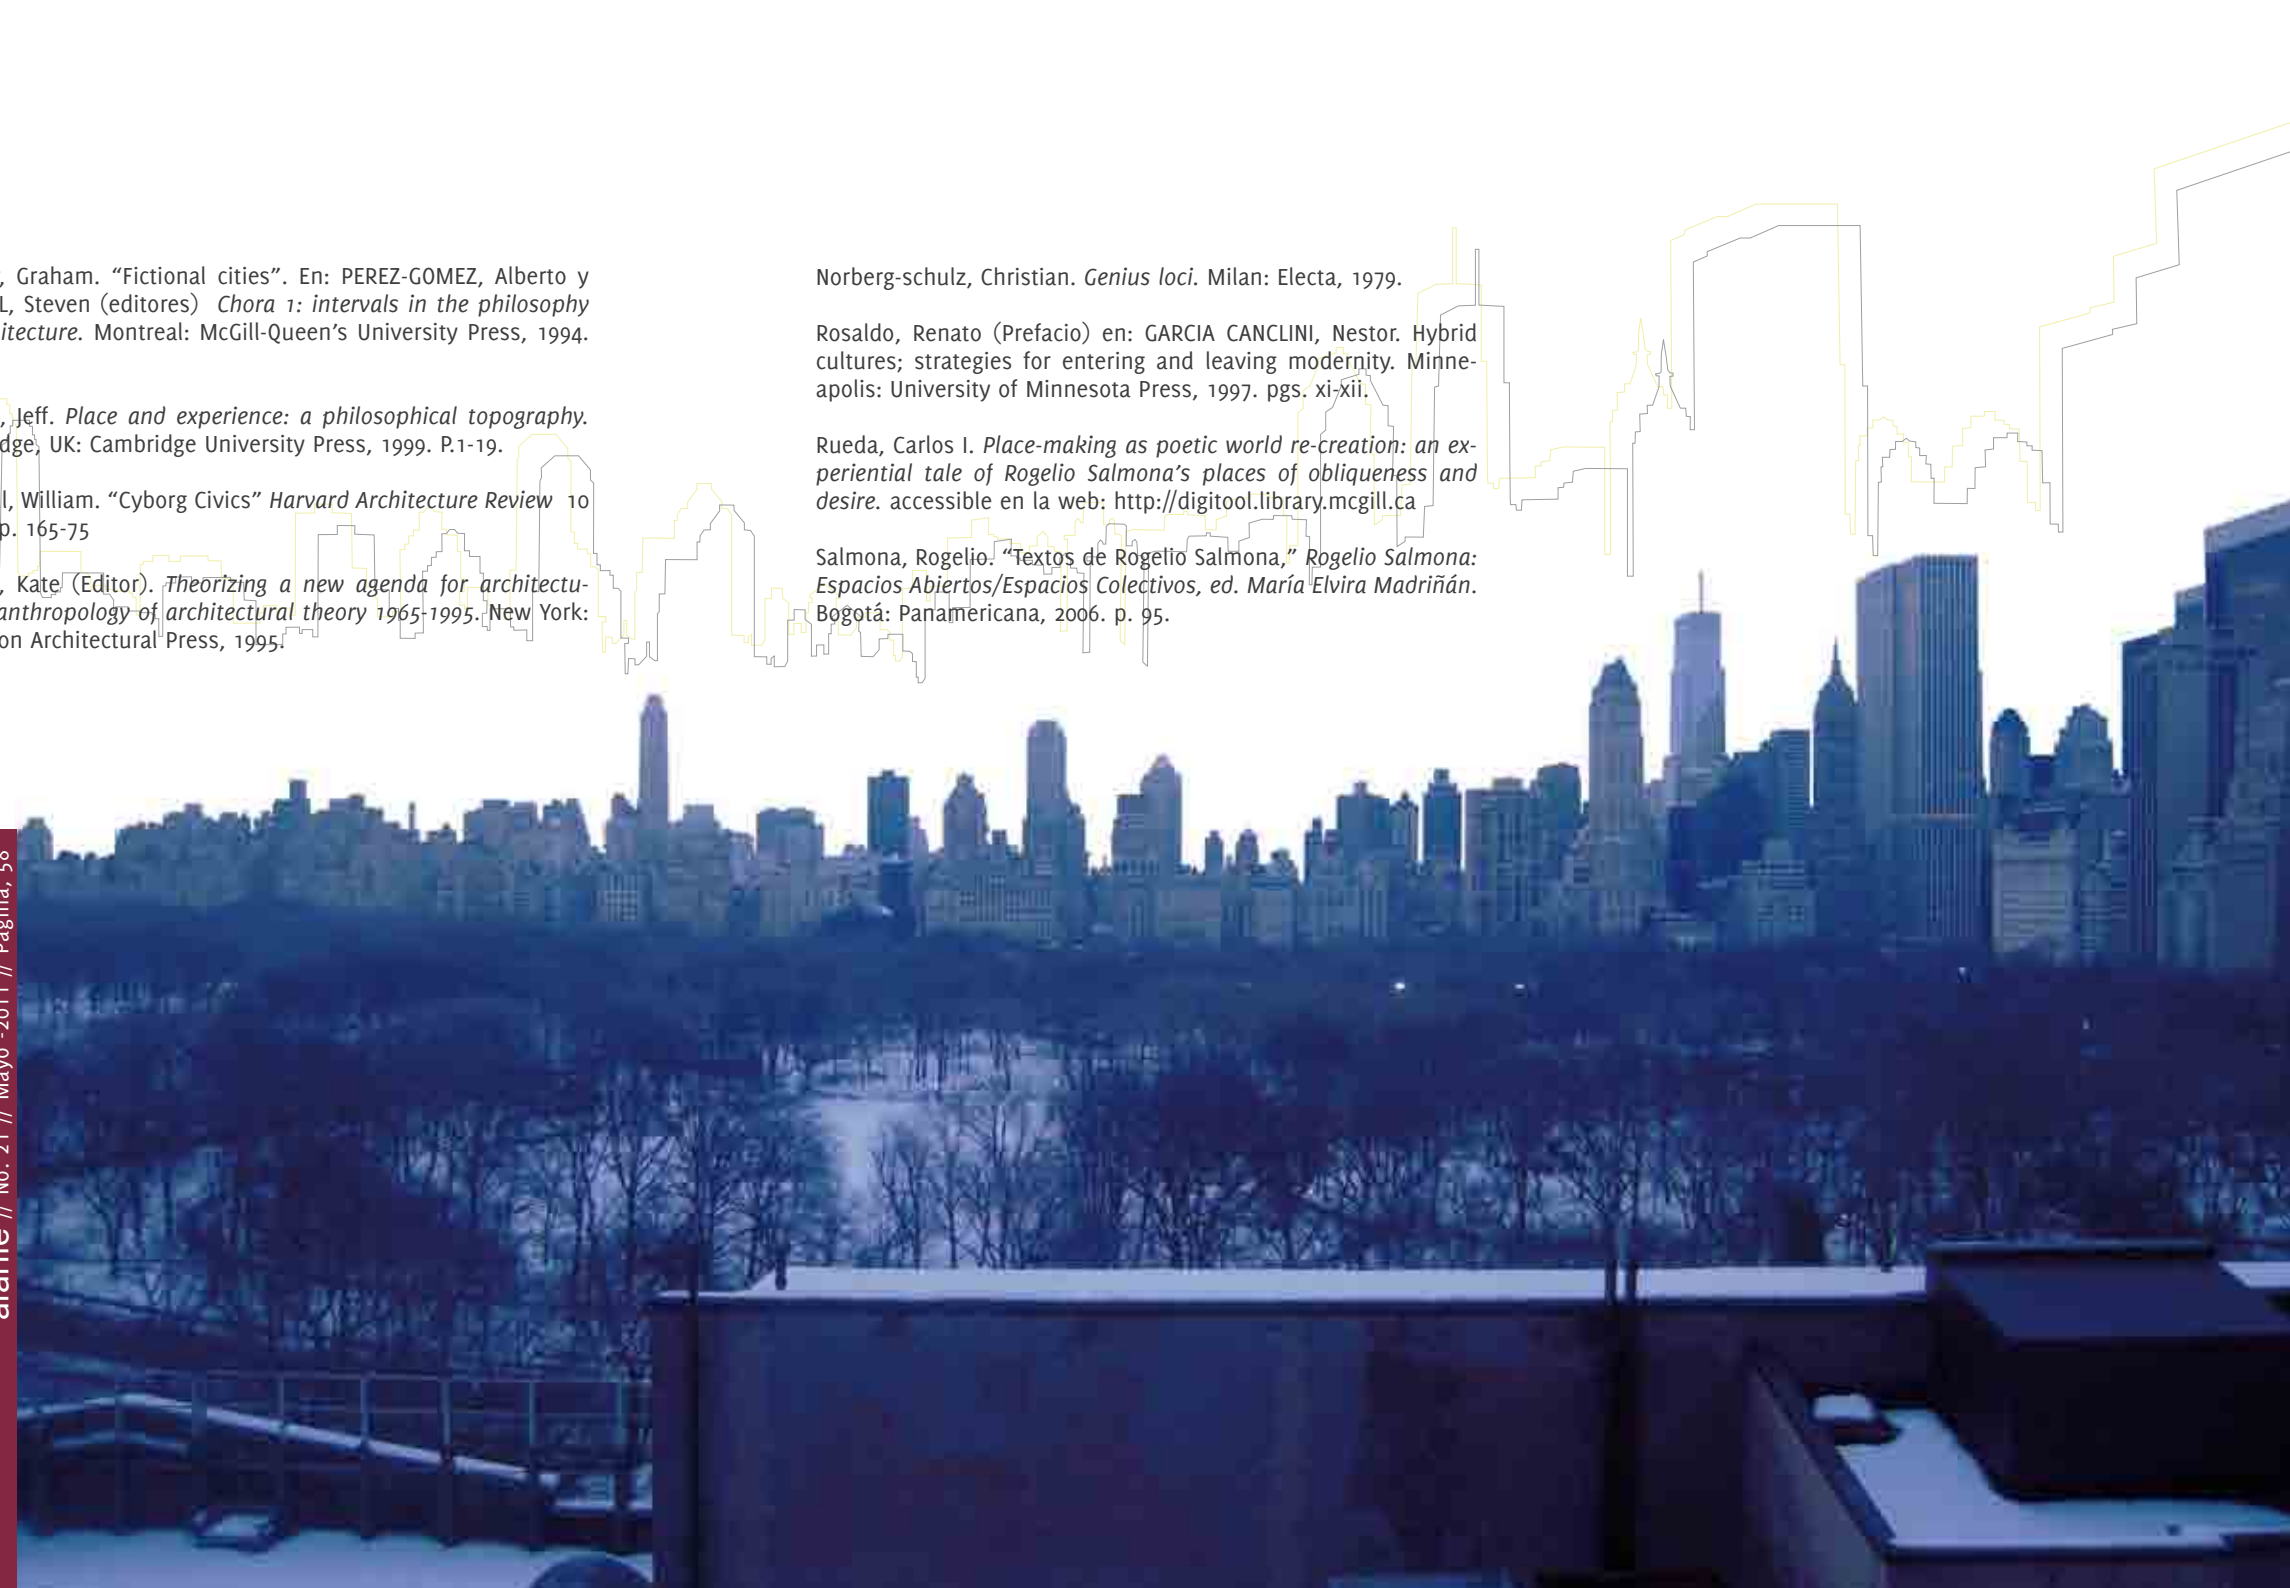 , Graham. “Fictional cities”. En: PEREZ-GOMEZ, Alberto y
L, Steven (editores) Chora 1: intervals in the philosophy
itecture. Montreal: McGill-Queen’s University Press, 1994.
, Jeff. Place and experience: a philosophical topography.
dge, UK: Cambridge University Press, 1999. P.1-19.
l, William. “Cyborg Civics” Harvard Architecture Review 10
p. 165-75
, Kate (Editor). Theorizing a new agenda for architectu-
anthropology of architectural theory 1965-1995. New York:
on Architectural Press, 1995.
Norberg-schulz, Christian. Genius loci. Milan: Electa, 1979.
Rosaldo, Renato (Prefacio) en: GARCIA CANCLINI, Nestor. Hybrid
cultures; strategies for entering and leaving modernity. Minne-
apolis: University of Minnesota Press, 1997. pgs. xi-xii.
Rueda, Carlos I. Place-making as poetic world re-creation: an ex-
periential tale of Rogelio Salmona’s places of obliqueness and
desire. accessible en la web: http://digitool.library.mcgill.ca
Salmona, Rogelio. “Textos de Rogelio Salmona,” Rogelio Salmona:
Espacios Abiertos/Espacios Colectivos, ed. María Elvira Madriñán.
Bogotá: Panamericana, 2006. p. 95.
// No. 21 // Mayo -2011 // Página, 58